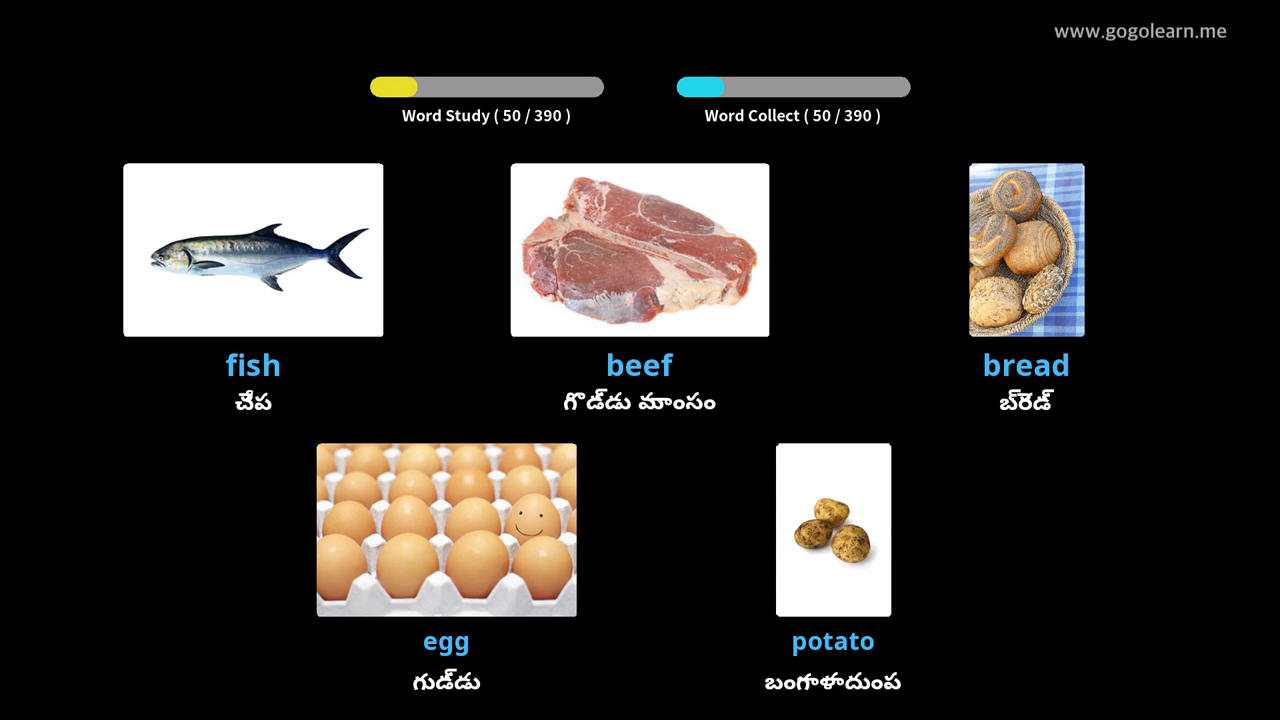 www.gogolearn.me
Word Study ( 50 / 390 )
Word Collect ( 50 / 390 )
fish
చేప
beef
గొడ్‌డు మాంసం
bread
బ్‌రెడ్
egg
గుడ్‌డు
potato
బంగాళాదుంప